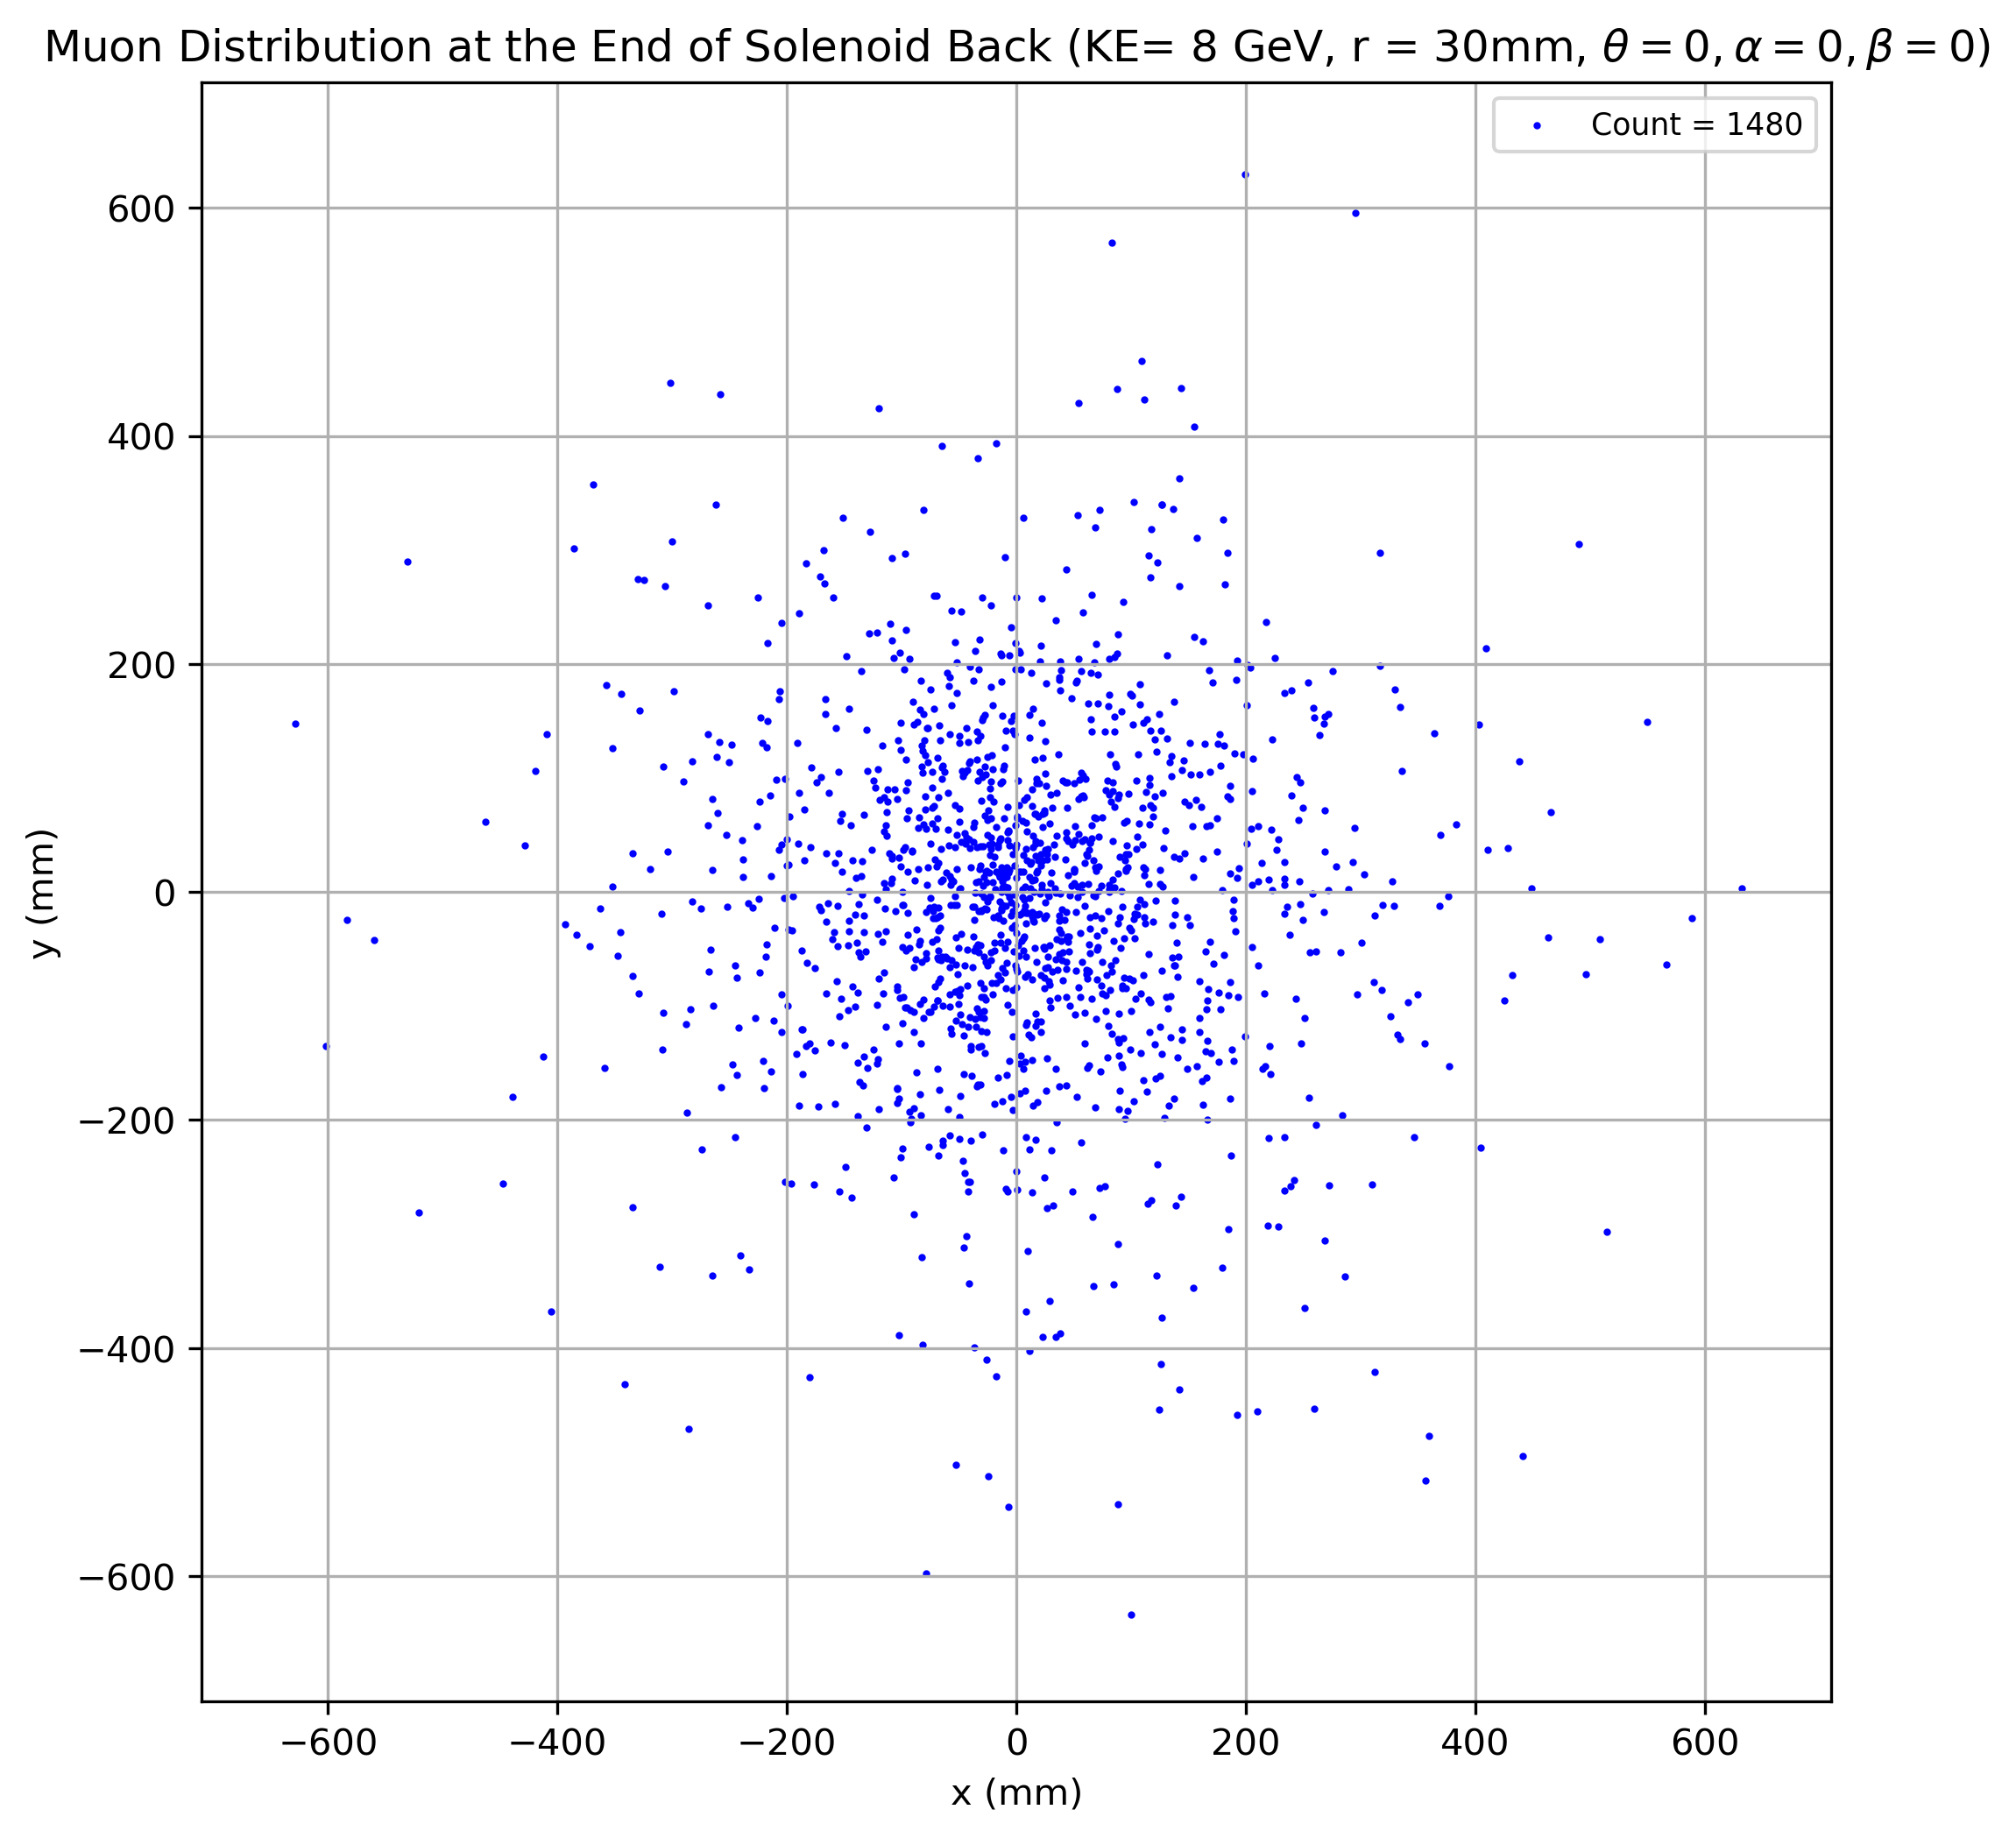 Muon Distribution at the End of Solenoid Back (KE= 8 GeV, r = 30mm, θ = 0, α = 0, β = 0)
Count = 1480
600
400
200
0
−200
−400
−600
y (mm)
−600 −400 −200 0 200 400 600
x (mm)